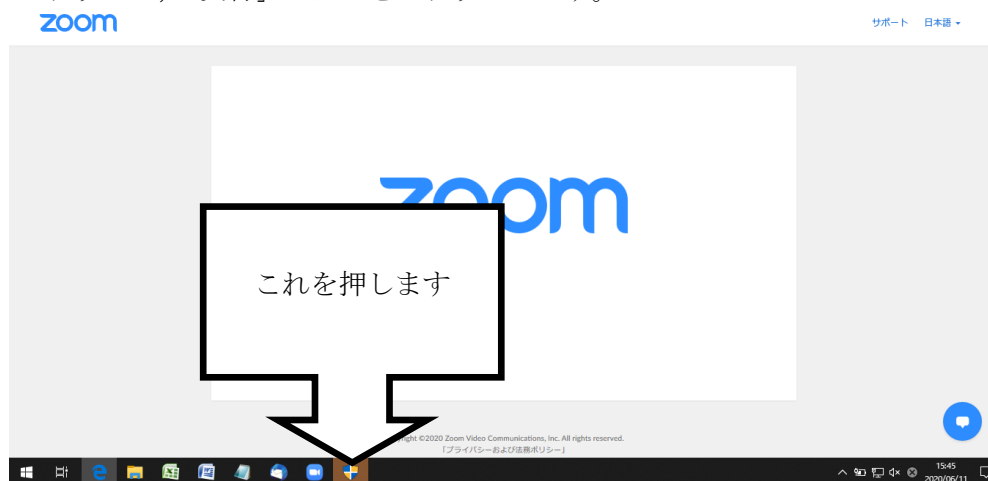 zoom
サポート 日本語
zoom
これを押します
©2020 Zoom Video Communications, Inc. All rights reserved.
「プライバシーおよび法務ポリシー」
15:45
2020/06/11